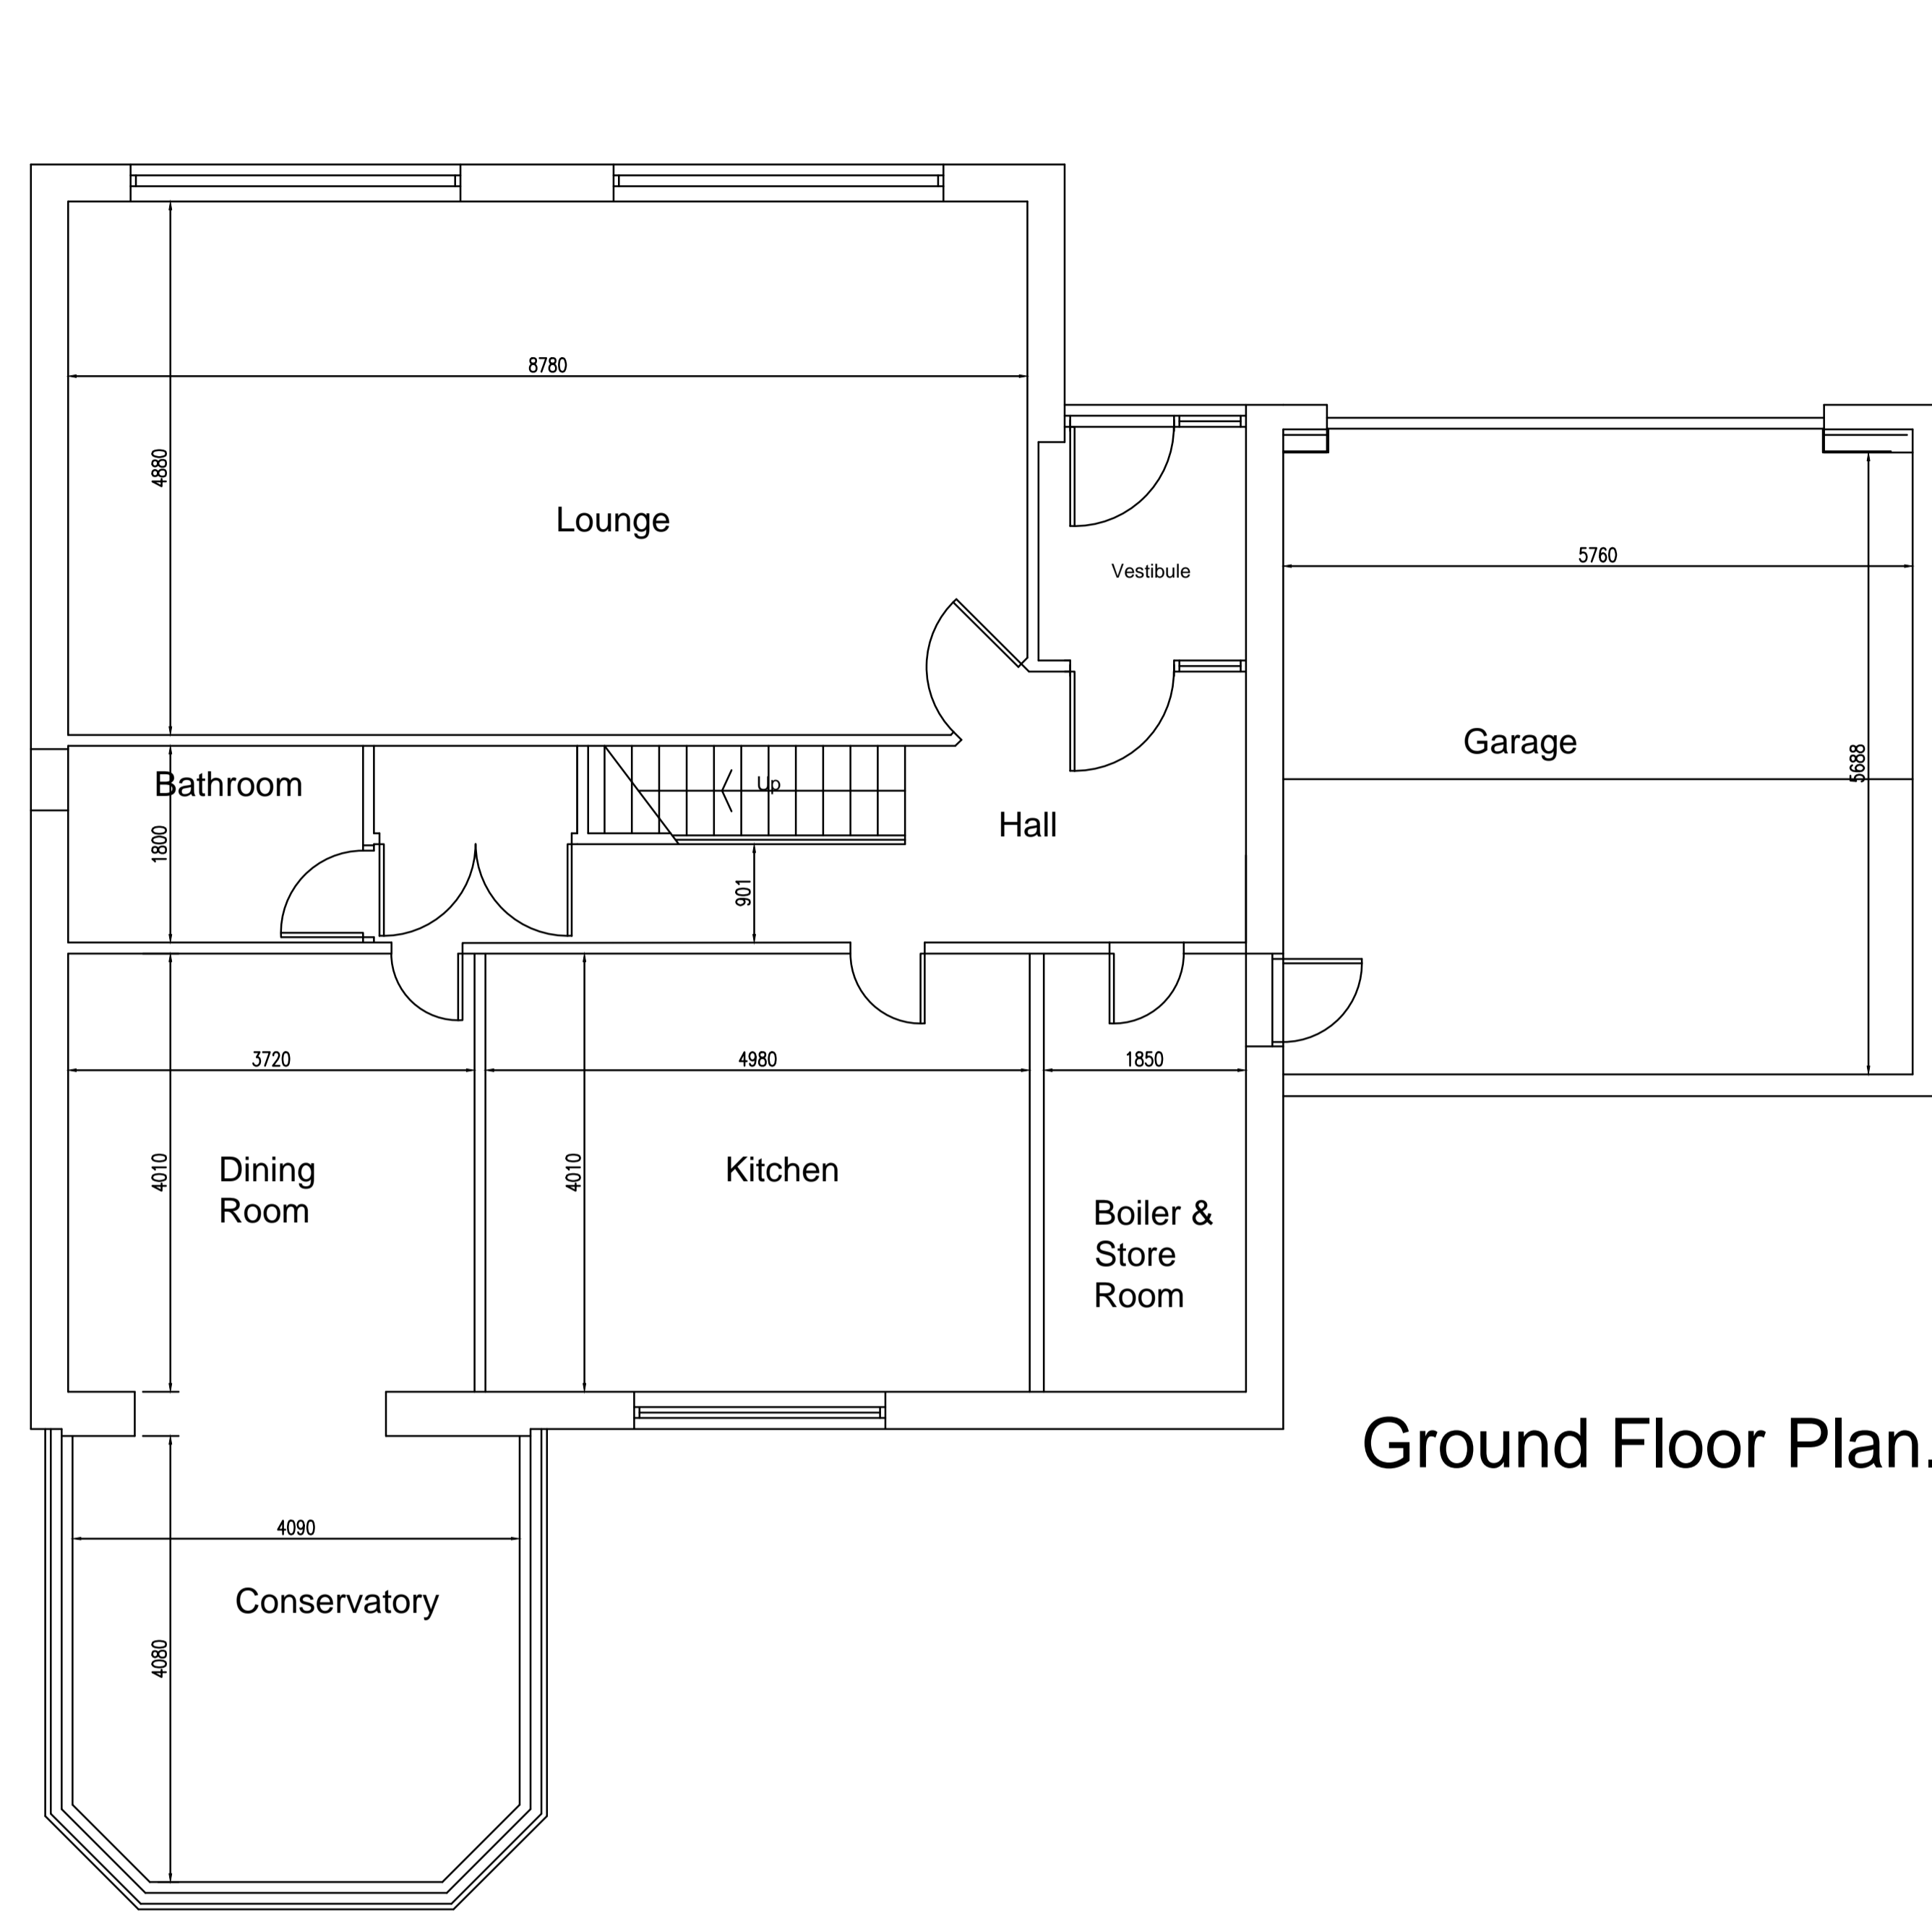 8780
4880
Lounge
Vestibule
5760
Garage
5688
Bathroom
Up
1800
901
Hall
3720
4980
1850
4010
Dining
Room
4010
Kitchen
Boiler &
Store
Room
Ground Floor Plan.
4090
Conservatory
4080